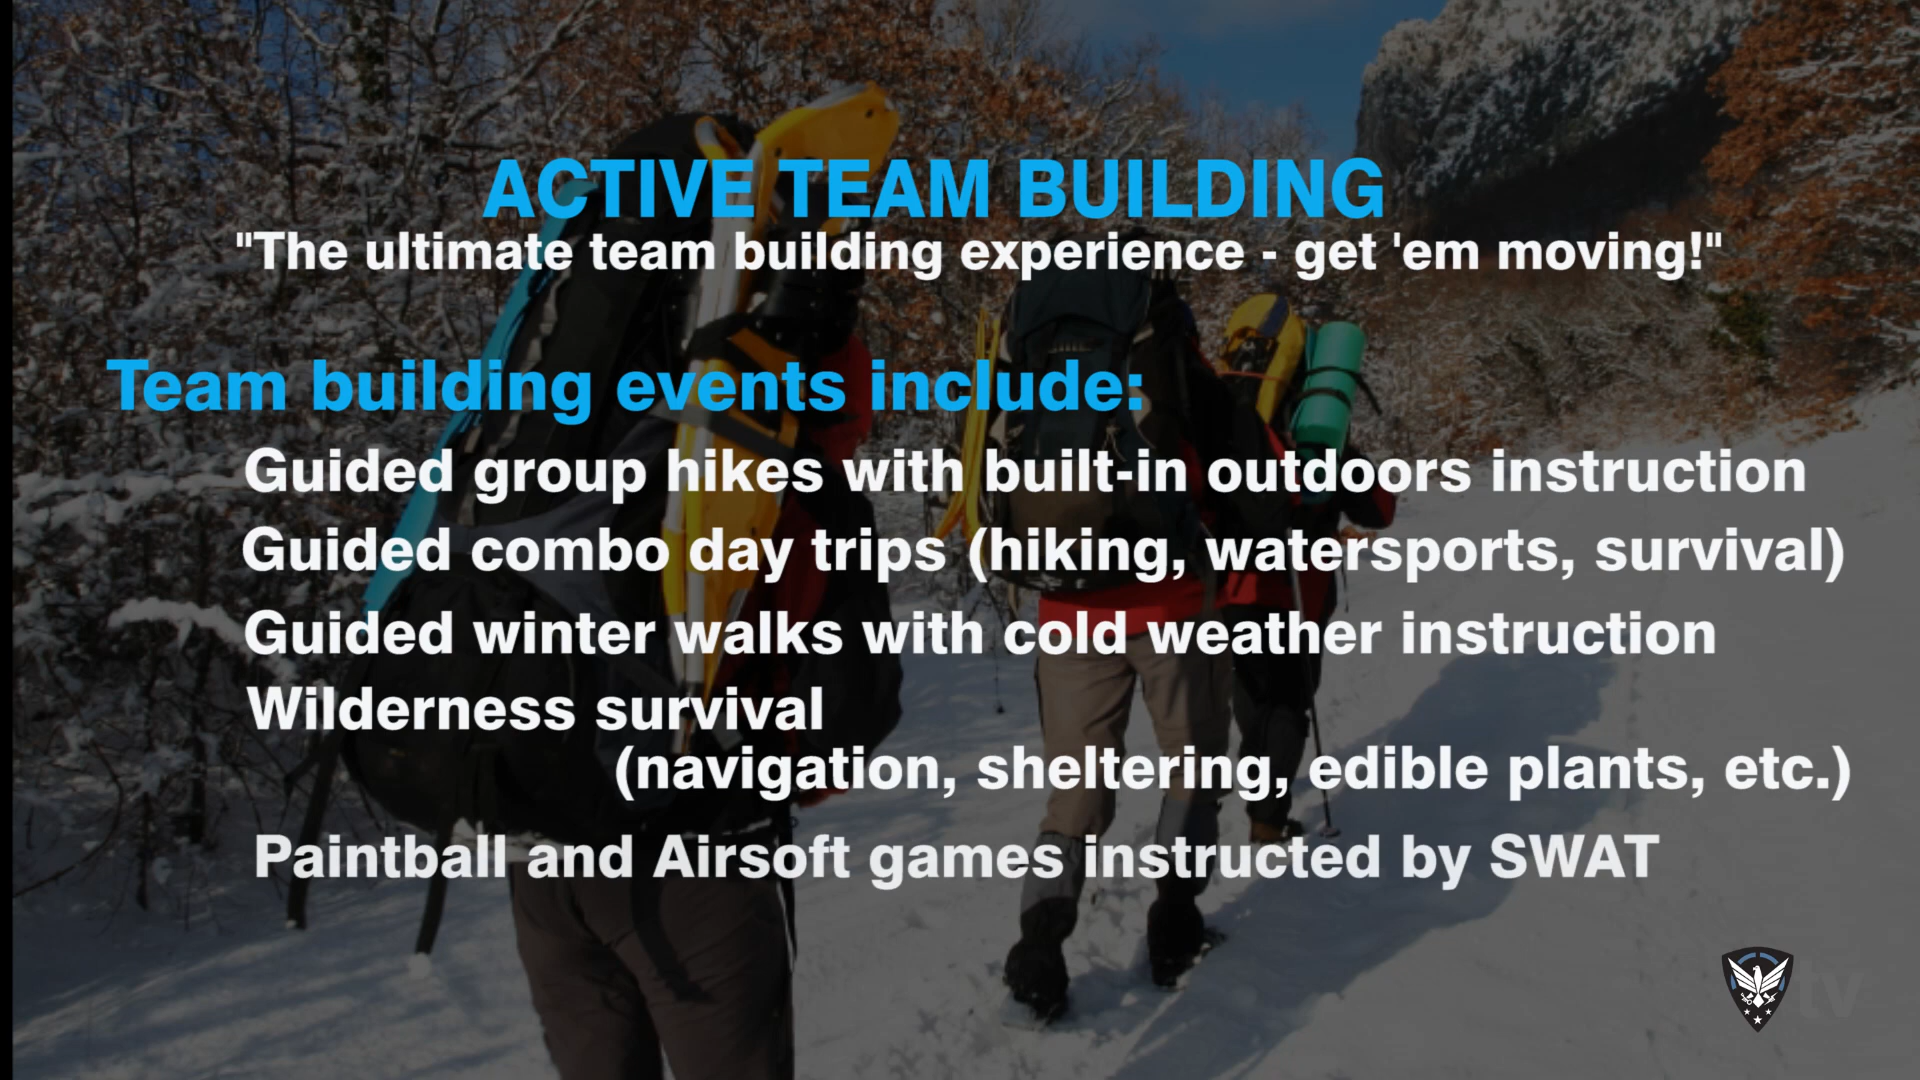 ACTIVE TEAM BUILDING
"The ultimate team building experience - get 'em moving!"
Team building events include:
Guided group hikes with built-in outdoors instruction
Guided combo day trips (hiking, watersports, survival)
Guided winter walks with cold weather instruction
Wilderness survival
(navigation, sheltering, edible plants, etc.)
Paintball and Airsoft games instructed by SWAT
tv